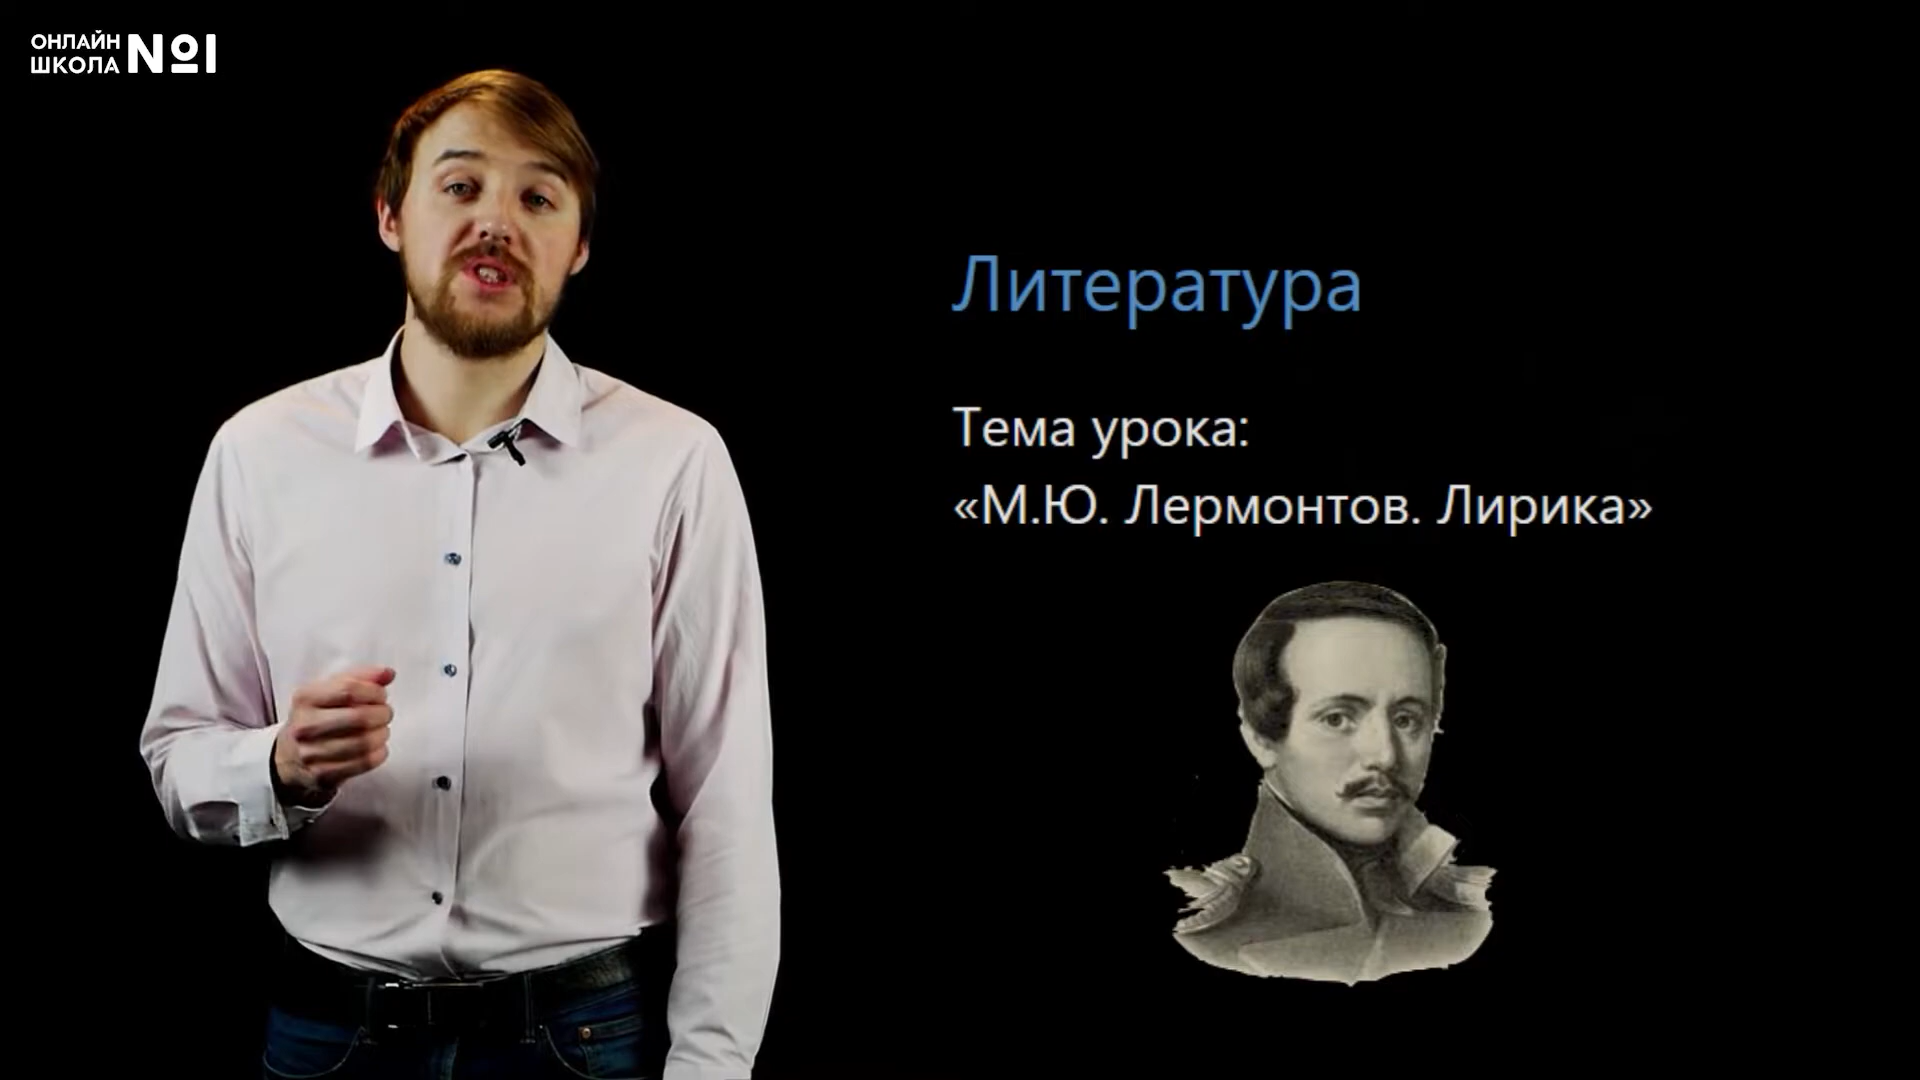 ОНЛАЙН
ШКОЛА №1
Литература
Тема урока:
«М.Ю. Лермонтов. Лирика»